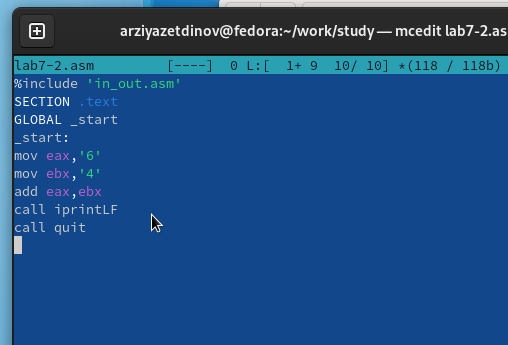 arziyazetdinov@fedora:~/work/study — mcedit lab7-2.as
lab7-2.asm [----] 0 L:[ 1+ 9 10/ 10] *(118 / 118b)
%include 'in_out.asm'
SECTION .text
GLOBAL _start
_start:
mov eax,'6'
mov ebx,'4'
add eax,ebx
call iprintLF
call quit